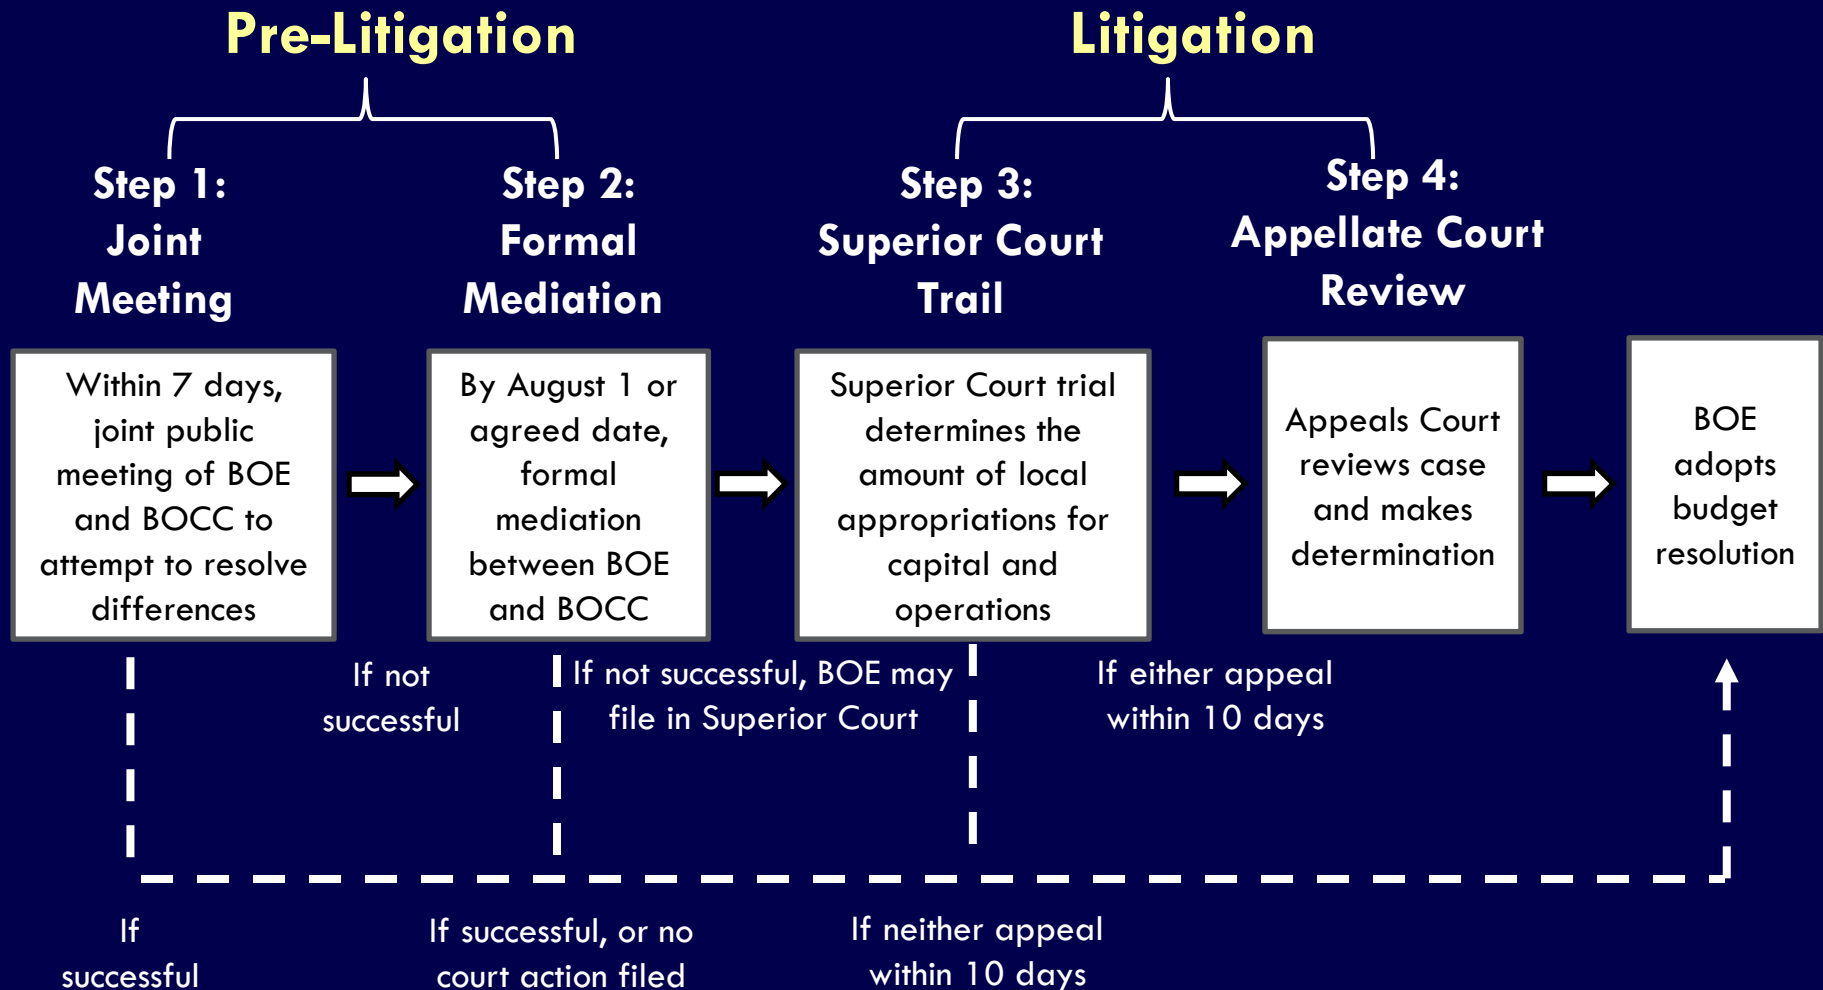 Pre-Litigation
Litigation
Step 1:
Joint
Meeting
Step 2:
Formal
Mediation
Step 3:
Superior Court
Trail
Step 4:
Appellate Court
Review
Within 7 days,
joint public
meeting of BOE
and BOCC to
attempt to resolve
differences
By August 1 or
agreed date,
formal
mediation
between BOE
and BOCC
Superior Court trial
determines the
amount of local
appropriations for
capital and
operations
Appeals Court
reviews case
and makes
determination
BOE
adopts
budget
resolution
If not
successful
If not successful, BOE may
file in Superior Court
If either appeal
within 10 days
If
successful
If successful, or no
court action filed
If neither appeal
within 10 days